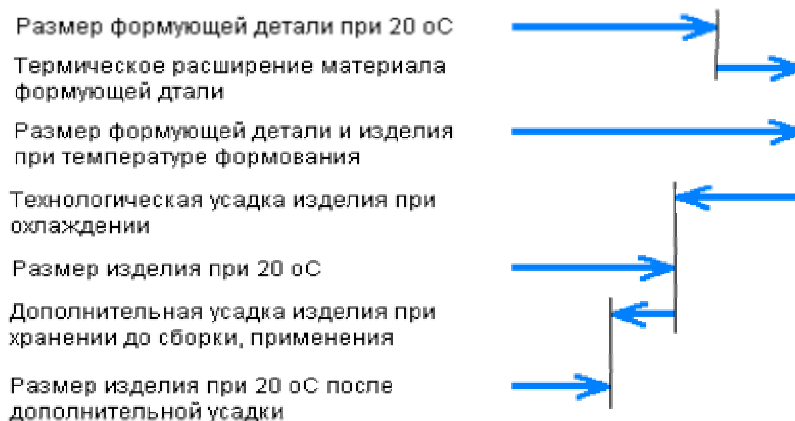 Размер формующей детали при 20 оС
Термическое расширение материала
формующей дтали
Размер формующей детали и изделия
при температуре формования
Технологическая усадка изделия при
охлаждении
Размер изделия при 20 оС
Дополнительная усадка изделия при
хранении до сборки, применения
Размер изделия при 20 оС после
дополнительной усадки